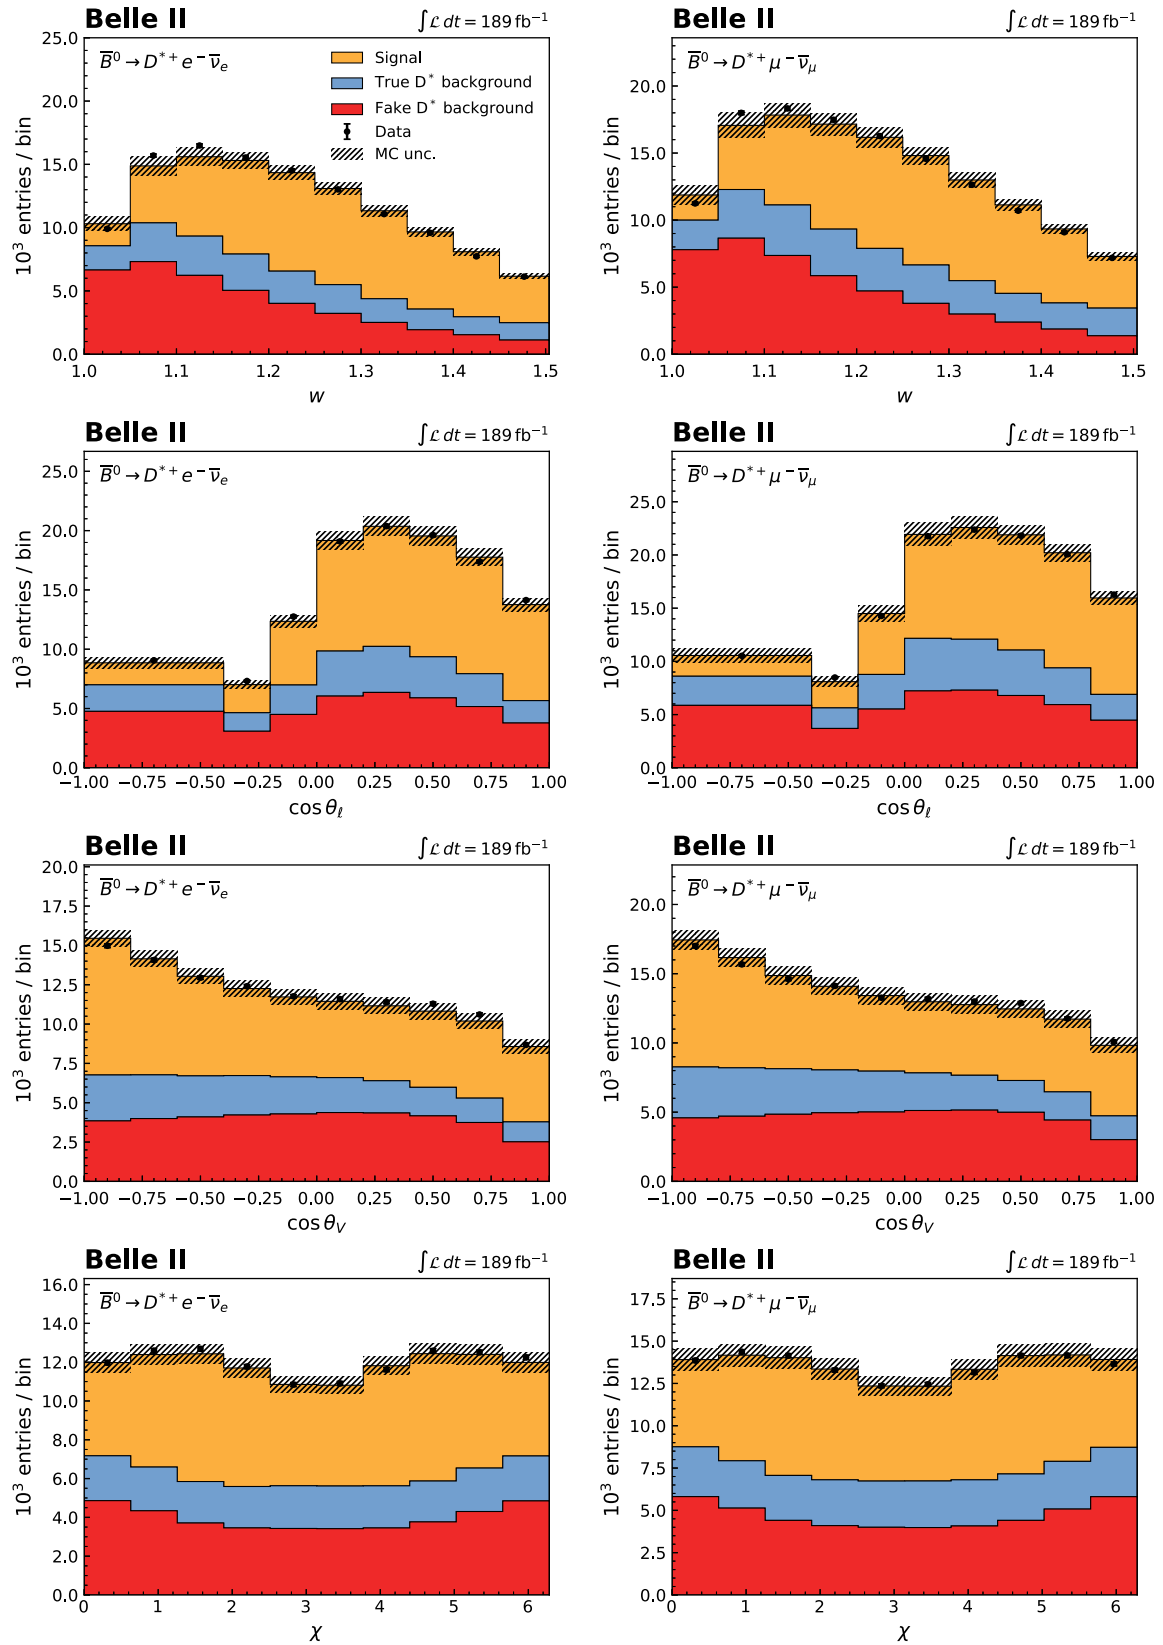 Belle II ∫ℒ dt = 189 fb⁻¹
B̅⁰ → D*⁺ e⁻ ν̅ₑ
Signal
True D* background
Fake D* background
Data
MC unc.
10³ entries / bin
25.0
20.0
15.0
10.0
5.0
0.0
1.0 1.1 1.2 1.3 1.4 1.5
w
Belle II ∫ℒ dt = 189 fb⁻¹
B̅⁰ → D*⁺ μ⁻ ν̅_μ
10³ entries / bin
20.0
15.0
10.0
5.0
0.0
1.0 1.1 1.2 1.3 1.4 1.5
w
Belle II ∫ℒ dt = 189 fb⁻¹
B̅⁰ → D*⁺ e⁻ ν̅ₑ
10³ entries / bin
25.0
20.0
15.0
10.0
5.0
0.0
−1.00 −0.75 −0.50 −0.25 0.00 0.25 0.50 0.75 1.00
cos θ_ℓ
Belle II ∫ℒ dt = 189 fb⁻¹
B̅⁰ → D*⁺ μ⁻ ν̅_μ
10³ entries / bin
25.0
20.0
15.0
10.0
5.0
0.0
−1.00 −0.75 −0.50 −0.25 0.00 0.25 0.50 0.75 1.00
cos θ_ℓ
Belle II ∫ℒ dt = 189 fb⁻¹
B̅⁰ → D*⁺ e⁻ ν̅ₑ
10³ entries / bin
20.0
17.5
15.0
12.5
10.0
7.5
5.0
2.5
0.0
−1.00 −0.75 −0.50 −0.25 0.00 0.25 0.50 0.75 1.00
cos θ_V
Belle II ∫ℒ dt = 189 fb⁻¹
B̅⁰ → D*⁺ μ⁻ ν̅_μ
10³ entries / bin
20.0
15.0
10.0
5.0
0.0
−1.00 −0.75 −0.50 −0.25 0.00 0.25 0.50 0.75 1.00
cos θ_V
Belle II ∫ℒ dt = 189 fb⁻¹
B̅⁰ → D*⁺ e⁻ ν̅ₑ
10³ entries / bin
16.0
14.0
12.0
10.0
8.0
6.0
4.0
2.0
0.0
0 1 2 3 4 5 6
χ
Belle II ∫ℒ dt = 189 fb⁻¹
B̅⁰ → D*⁺ μ⁻ ν̅_μ
10³ entries / bin
17.5
15.0
12.5
10.0
7.5
5.0
2.5
0.0
0 1 2 3 4 5 6
χ